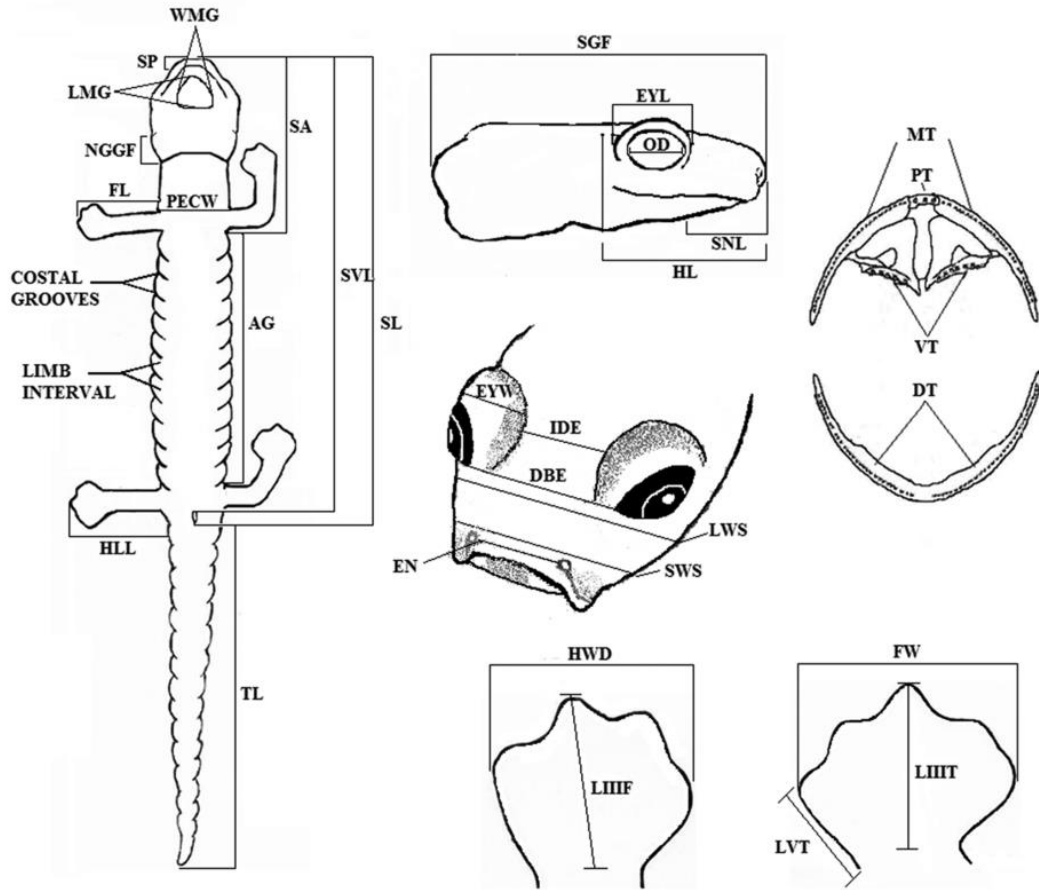 WMG
SP
LMG
SA
NGGF
FL
PECW
COSTAL
GROOVES
SVL
SL
AG
LIMB
INTERVAL
HLL
TL
SGF
EYL
OD
SNL
HL
MT
PT
VT
DT
EYW
IDE
DBE
LWS
EN
SWS
HWD
LIIIF
FW
LIIIT
LVT